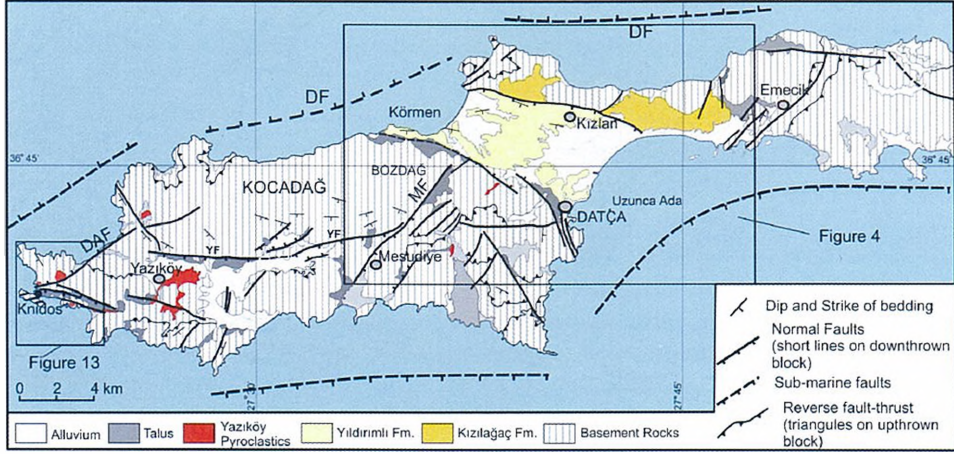 DF
DF
Emecik
Körmen
Kızlan
36° 45'
36° 45'
BOZDAĞ
KOCADAĞ
MF
Uzunca Ada
DATÇA
DAF
YF
YF
Figure 4
Yazıköy
Mesudiye
Knidos
Figure 13
0 2 4 km
27° 30'
27° 45'
Dip and Strike of bedding
Normal Faults
(short lines on downthrown
block)
Sub-marine faults
Reverse fault-thrust
(triangules on upthrown
block)
Alluvium
Talus
Yazıköy
Pyroclastics
Yıldırımlı Fm.
Kızılağaç Fm.
Basement Rocks